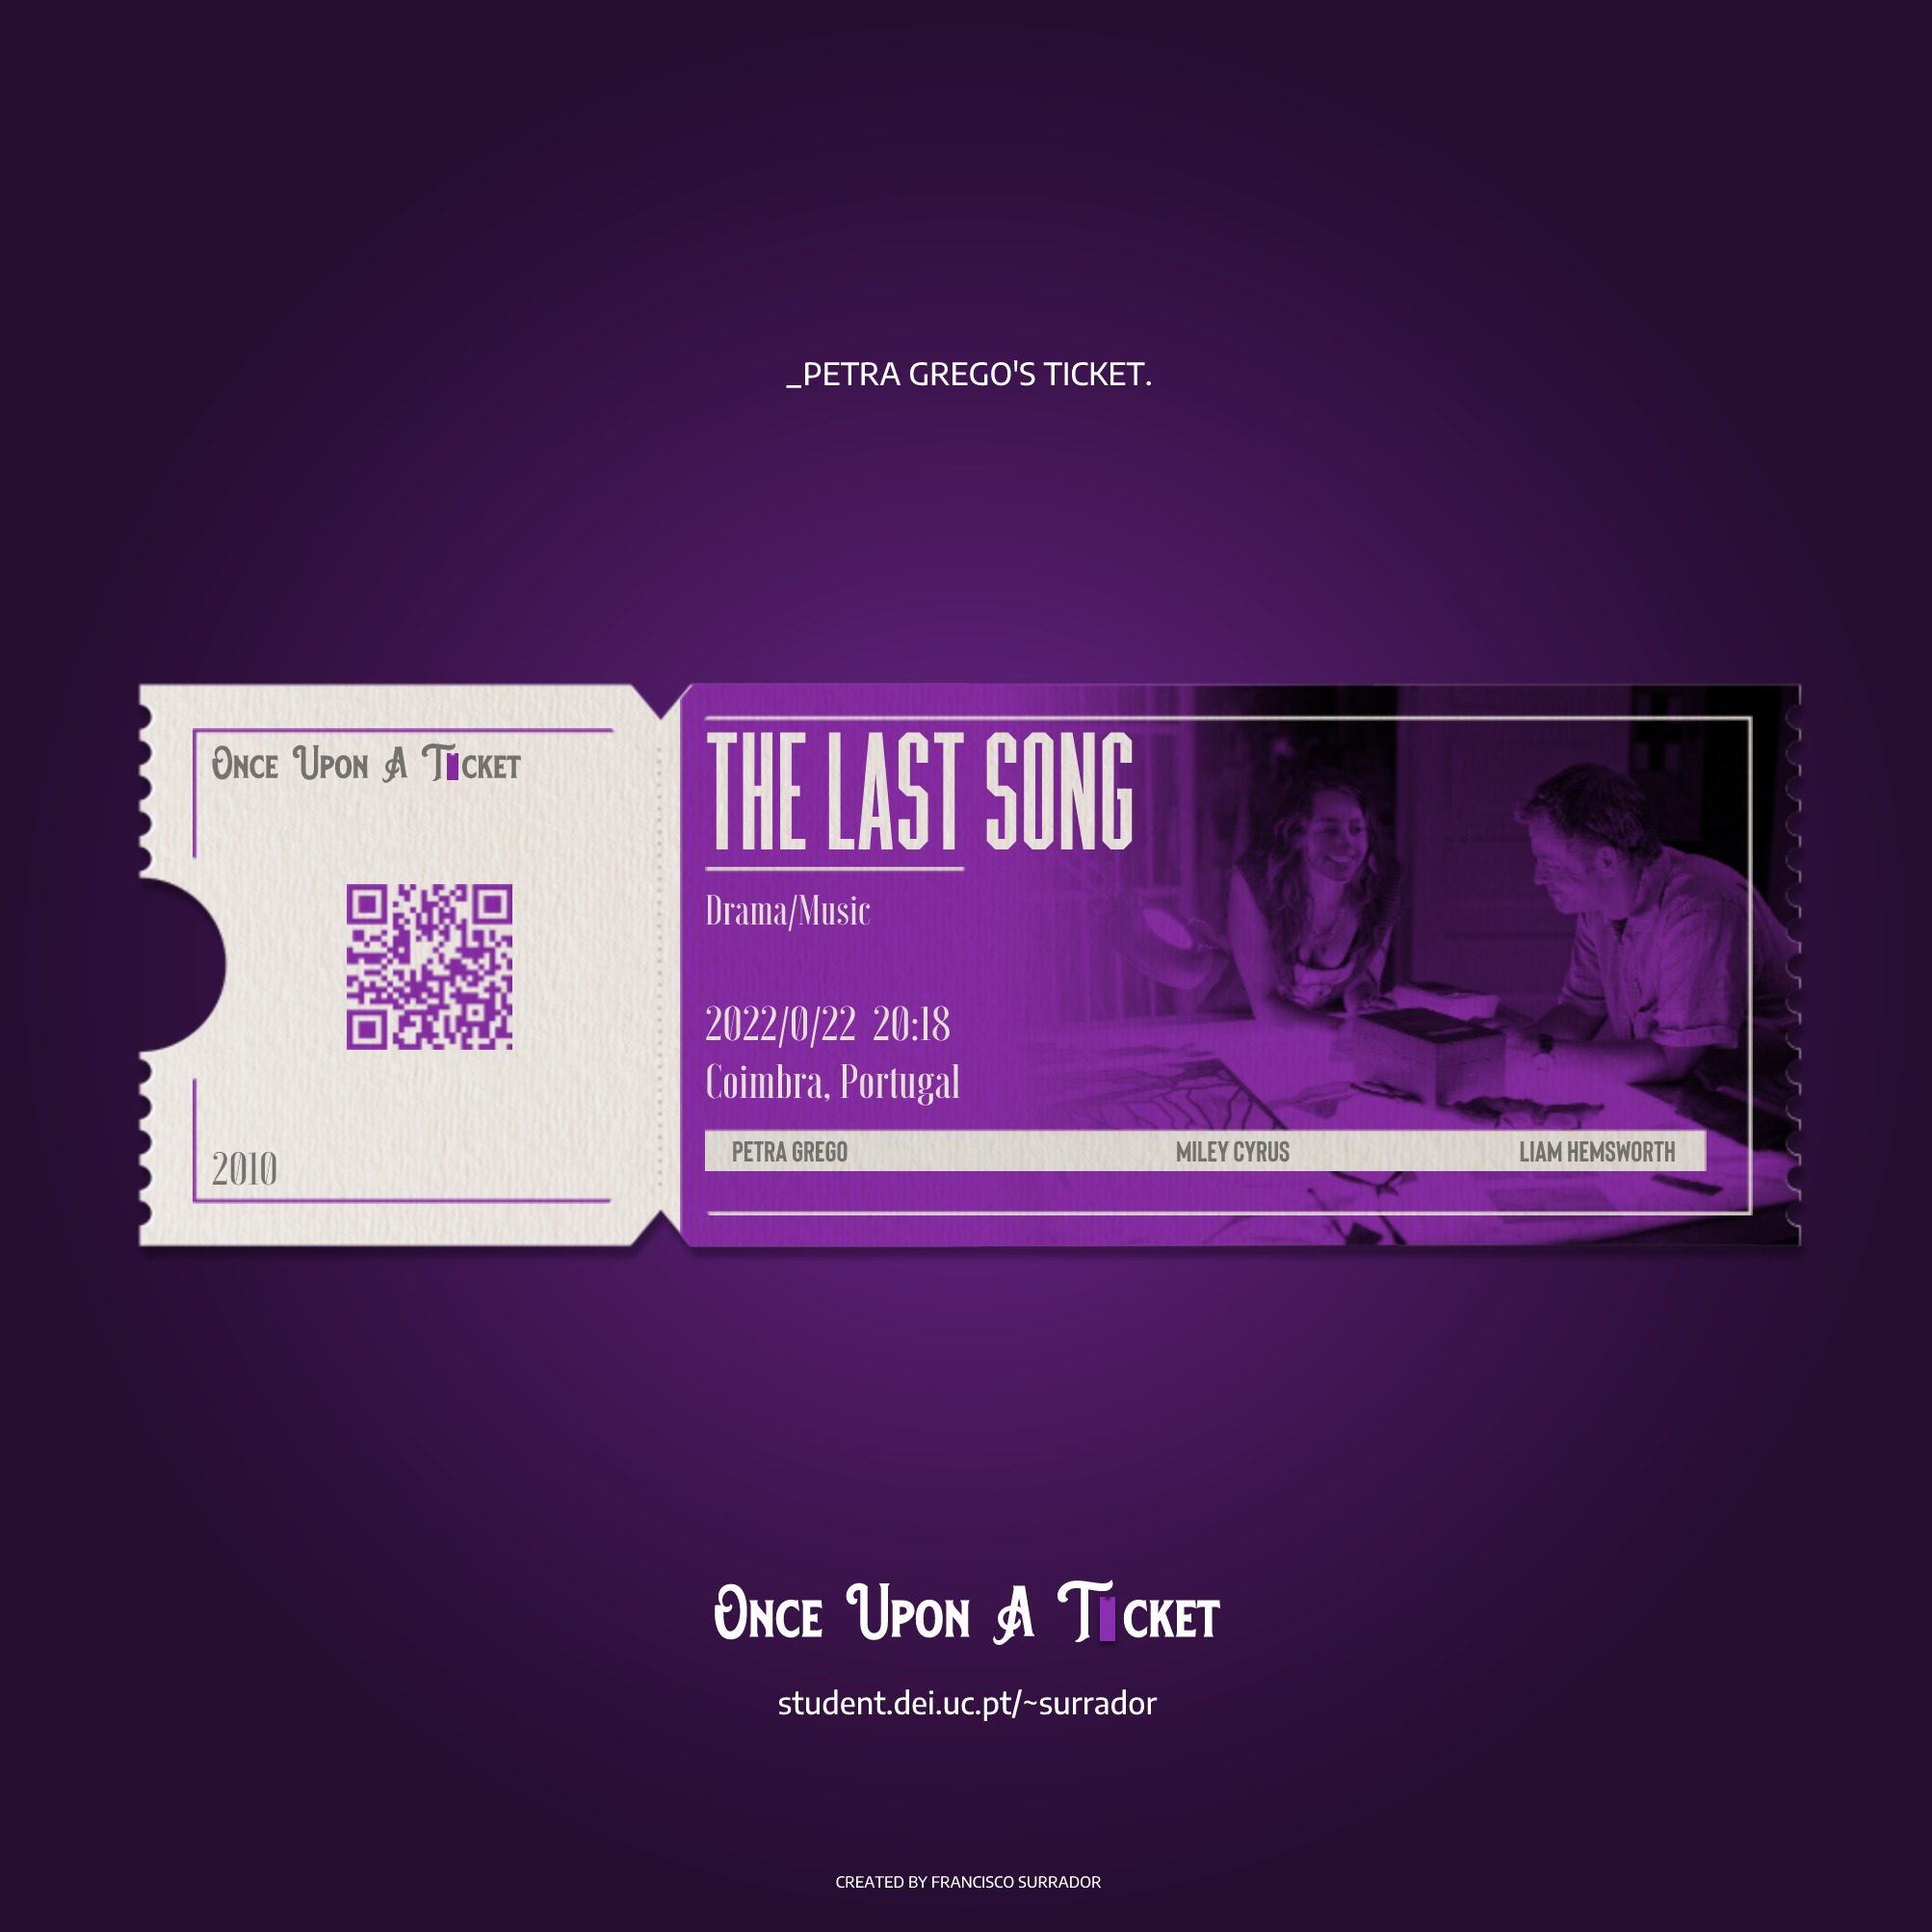 _PETRA GREGO'S TICKET.
ONCE UPON A TICKET
2010
THE LAST SONG
Drama/Music
2022/0/22 20:18
Coimbra, Portugal
PETRA GREGO MILEY CYRUS LIAM HEMSWORTH
ONCE UPON A TICKET
student.dei.uc.pt/~surrador
CREATED BY FRANCISCO SURRADOR